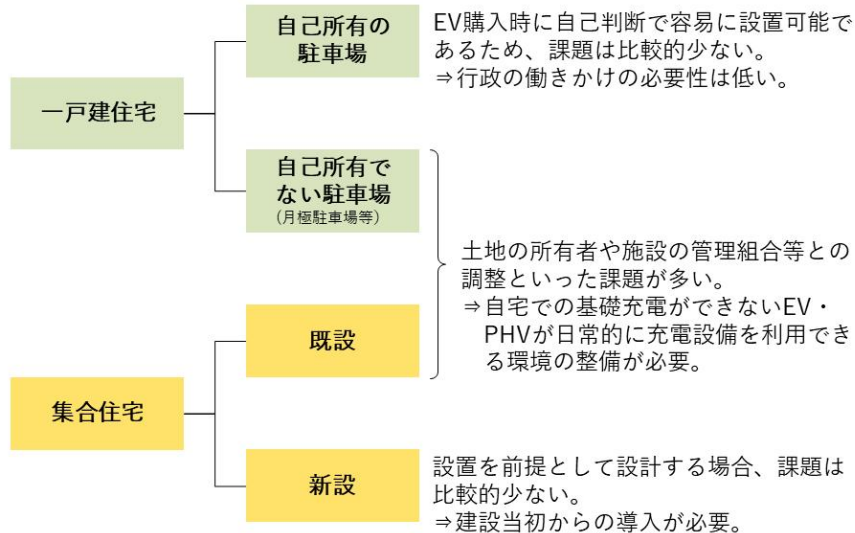 自己所有の
駐車場
EV購入時に自己判断で容易に設置可能で
あるため、課題は比較的少ない。
⇒行政の働きかけの必要性は低い。
一戸建住宅
自己所有で
ない駐車場
(月極駐車場等)
土地の所有者や施設の管理組合等との
調整といった課題が多い。
⇒自宅での基礎充電ができないEV・
PHVが日常的に充電設備を利用でき
る環境の整備が必要。
既設
集合住宅
新設
設置を前提として設計する場合、課題は
比較的少ない。
⇒建設当初からの導入が必要。